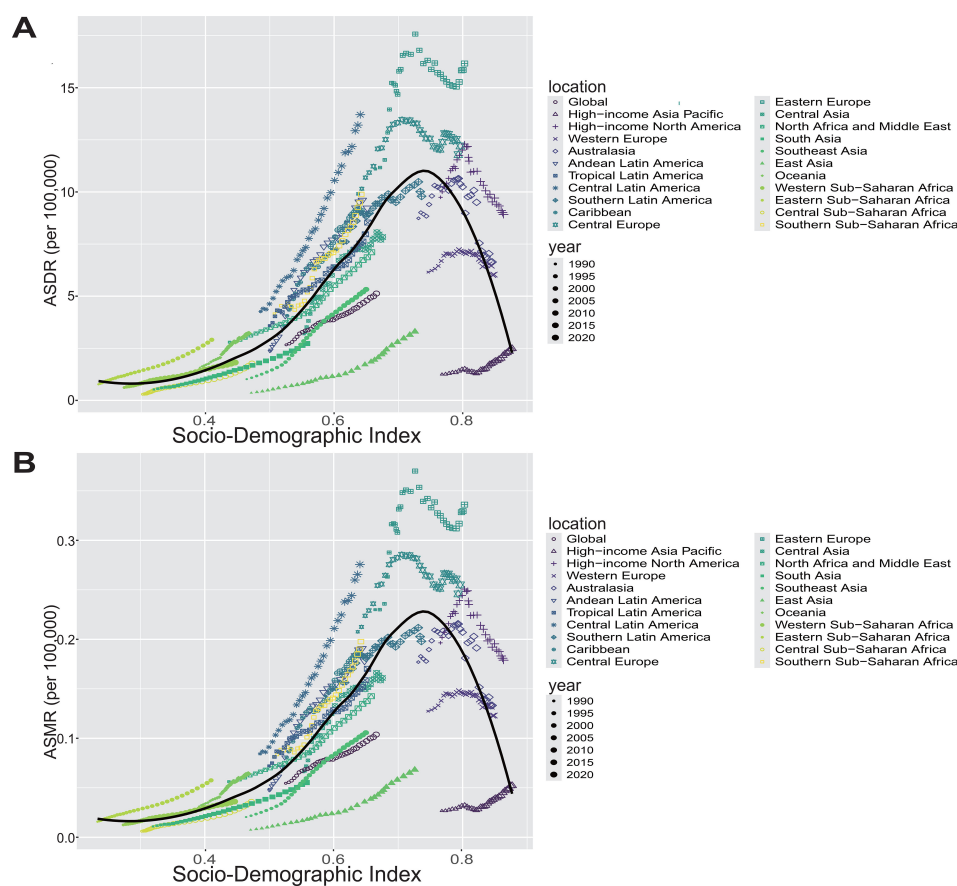 A
ASDR (per 100,000)
15
10
5
0
0.4 0.6 0.8
Socio-Demographic Index
location
Global
High-income Asia Pacific
High-income North America
Western Europe
Australasia
Andean Latin America
Tropical Latin America
Central Latin America
Southern Latin America
Caribbean
Central Europe
Eastern Europe
Central Asia
North Africa and Middle East
South Asia
Southeast Asia
East Asia
Oceania
Western Sub-Saharan Africa
Eastern Sub-Saharan Africa
Central Sub-Saharan Africa
Southern Sub-Saharan Africa
year
1990
1995
2000
2005
2010
2015
2020
B
ASMR (per 100,000)
0.3
0.2
0.1
0.0
0.4 0.6 0.8
Socio-Demographic Index
location
Global
High-income Asia Pacific
High-income North America
Western Europe
Australasia
Andean Latin America
Tropical Latin America
Central Latin America
Southern Latin America
Caribbean
Central Europe
Eastern Europe
Central Asia
North Africa and Middle East
South Asia
Southeast Asia
East Asia
Oceania
Western Sub-Saharan Africa
Eastern Sub-Saharan Africa
Central Sub-Saharan Africa
Southern Sub-Saharan Africa
year
1990
1995
2000
2005
2010
2015
2020